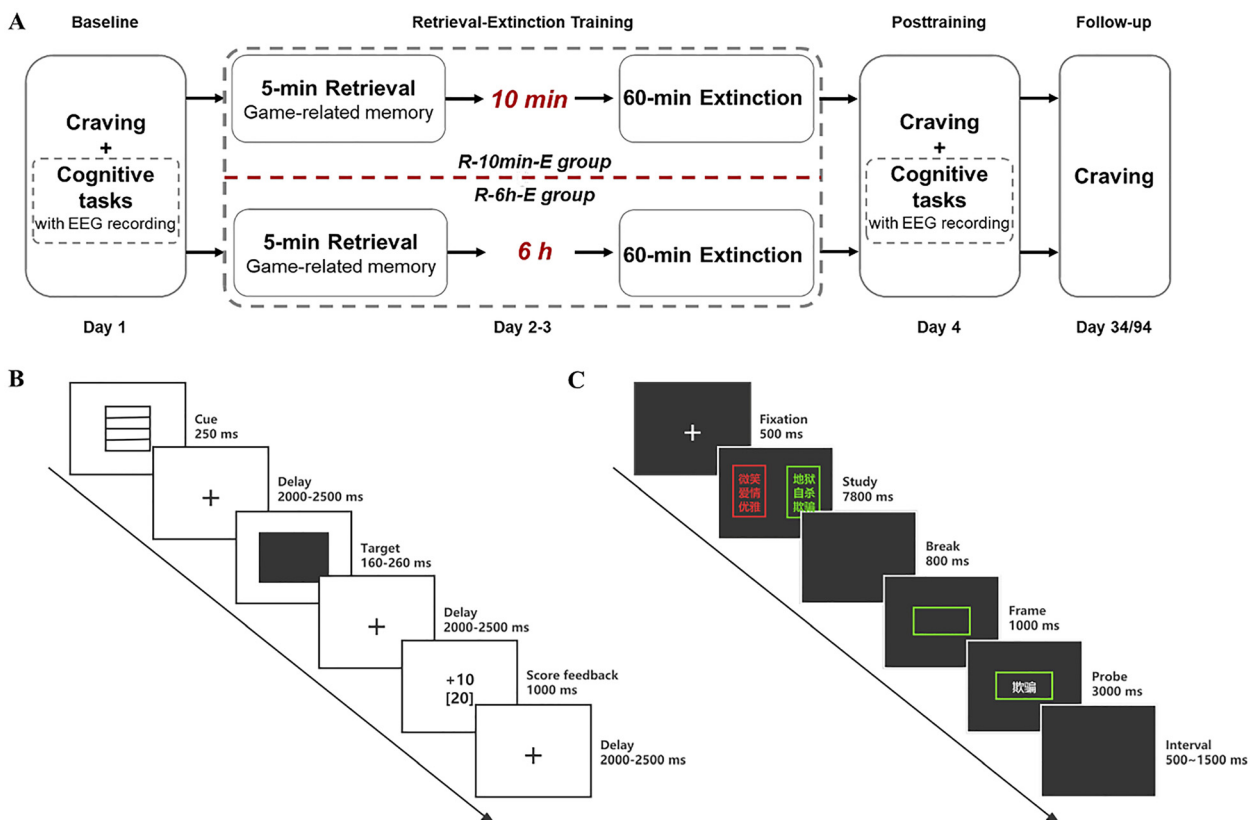 A
Baseline
Retrieval-Extinction Training
Posttraining
Follow-up
Craving
+
Cognitive
tasks
with EEG recording
5-min Retrieval
Game-related memory
10 min
60-min Extinction
R-10min-E group
R-6h-E group
5-min Retrieval
Game-related memory
6 h
60-min Extinction
Craving
+
Cognitive
tasks
with EEG recording
Craving
Day 1
Day 2-3
Day 4
Day 34/94
B
Cue
250 ms
+
Delay
2000-2500 ms
Target
160-260 ms
+
Delay
2000-2500 ms
+10
[20]
Score feedback
1000 ms
+
Delay
2000-2500 ms
C
+
Fixation
500 ms
微笑
爱情
优雅
地狱
自杀
欺骗
Study
7800 ms
Break
800 ms
Frame
1000 ms
欺骗
Probe
3000 ms
Interval
500~1500 ms